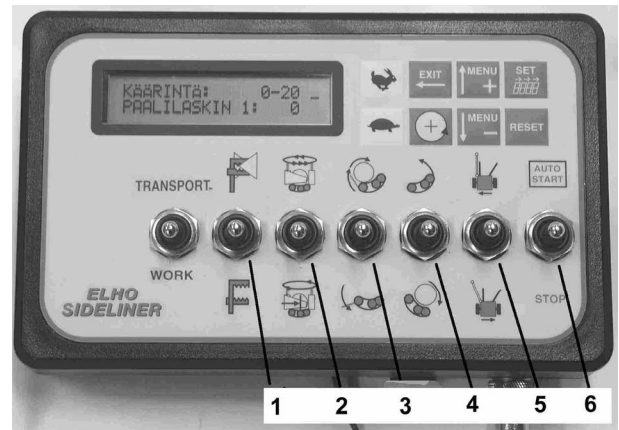 KÄÄRINTÄ: 0-20 _
PAALILASKIN 1: 0
EXIT
MENU
+
SET
+
MENU
-
RESET
TRANSPORT
AUTO
START
WORK
STOP
ELHO
SIDELINER
1 2 3 4 5 6